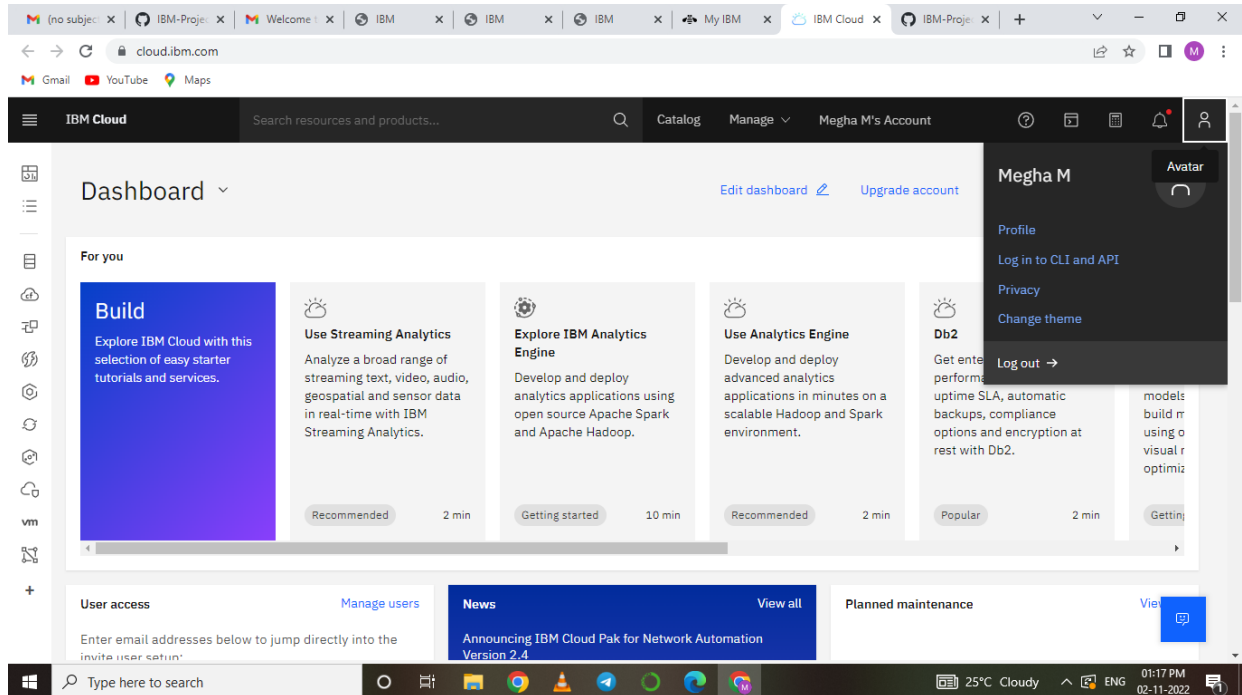 (no subjec
IBM-Projec
Welcome t
IBM
IBM
IBM
My IBM
IBM Cloud
IBM-Projec
cloud.ibm.com
M
Gmail
YouTube
Maps
IBM Cloud
Search resources and products...
Catalog
Manage
Megha M's Account
Avatar
Megha M
Profile
Log in to CLI and API
Privacy
Change theme
Log out →
Dashboard
Edit dashboard
Upgrade account
For you
Build
Explore IBM Cloud with this
selection of easy starter
tutorials and services.
Use Streaming Analytics
Analyze a broad range of
streaming text, video, audio,
geospatial and sensor data
in real-time with IBM
Streaming Analytics.
Recommended
2 min
Explore IBM Analytics
Engine
Develop and deploy
analytics applications using
open source Apache Spark
and Apache Hadoop.
Getting started
10 min
Use Analytics Engine
Develop and deploy
advanced analytics
applications in minutes on a
scalable Hadoop and Spark
environment.
Recommended
2 min
Db2
Get ente
performa
uptime SLA, automatic
backups, compliance
options and encryption at
rest with Db2.
Popular
2 min
models
build m
using o
visual r
optimiz
Getting
vm
User access
Manage users
Enter email addresses below to jump directly into the
invite user setup:
News
View all
Announcing IBM Cloud Pak for Network Automation
Version 2.4
Planned maintenance
Vie
Type here to search
25°C Cloudy
ENG
01:17 PM
02-11-2022
1